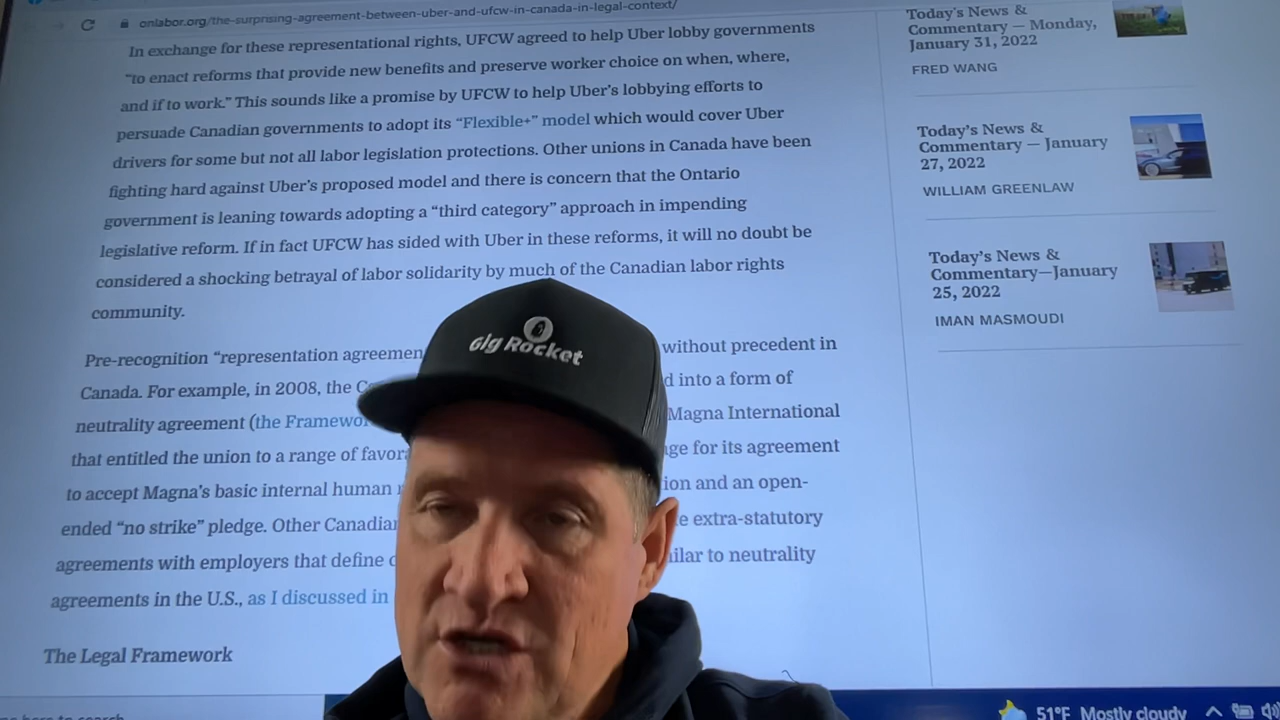 onlabor.org/the-surprising-agreement-between-uber-and-ufcw-in-canada-in-legal-context/
In exchange for these representational rights, UFCW agreed to help Uber lobby governments
“to enact reforms that provide new benefits and preserve worker choice on when, where,
and if to work.” This sounds like a promise by UFCW to help Uber’s lobbying efforts to
persuade Canadian governments to adopt its “Flexible+” model which would cover Uber
drivers for some but not all labor legislation protections. Other unions in Canada have been
fighting hard against Uber’s proposed model and there is concern that the Ontario
government is leaning towards adopting a “third category” approach in impending
legislative reform. If in fact UFCW has sided with Uber in these reforms, it will no doubt be
considered a shocking betrayal of labor solidarity by much of the Canadian labor rights
community.
Pre-recognition “representation without precedent in
Canada. For example, in 2008, the into a form of
neutrality agreement (the Magna International
that entitled the union to a range of for its agreement
to accept Magna’s basic internal human and an open-
ended “no strike” pledge. Other extra-statutory
agreements with employers that define to neutrality
agreements in the U.S., as I discussed in
The Legal Framework
Today’s News &
Commentary — Monday,
January 31, 2022
FRED WANG
Today’s News &
Commentary — January
27, 2022
WILLIAM GREENLAW
Today’s News &
Commentary—January
25, 2022
IMAN MASMOUDI
Gig Rocket
here to search
51°F Mostly cloudy